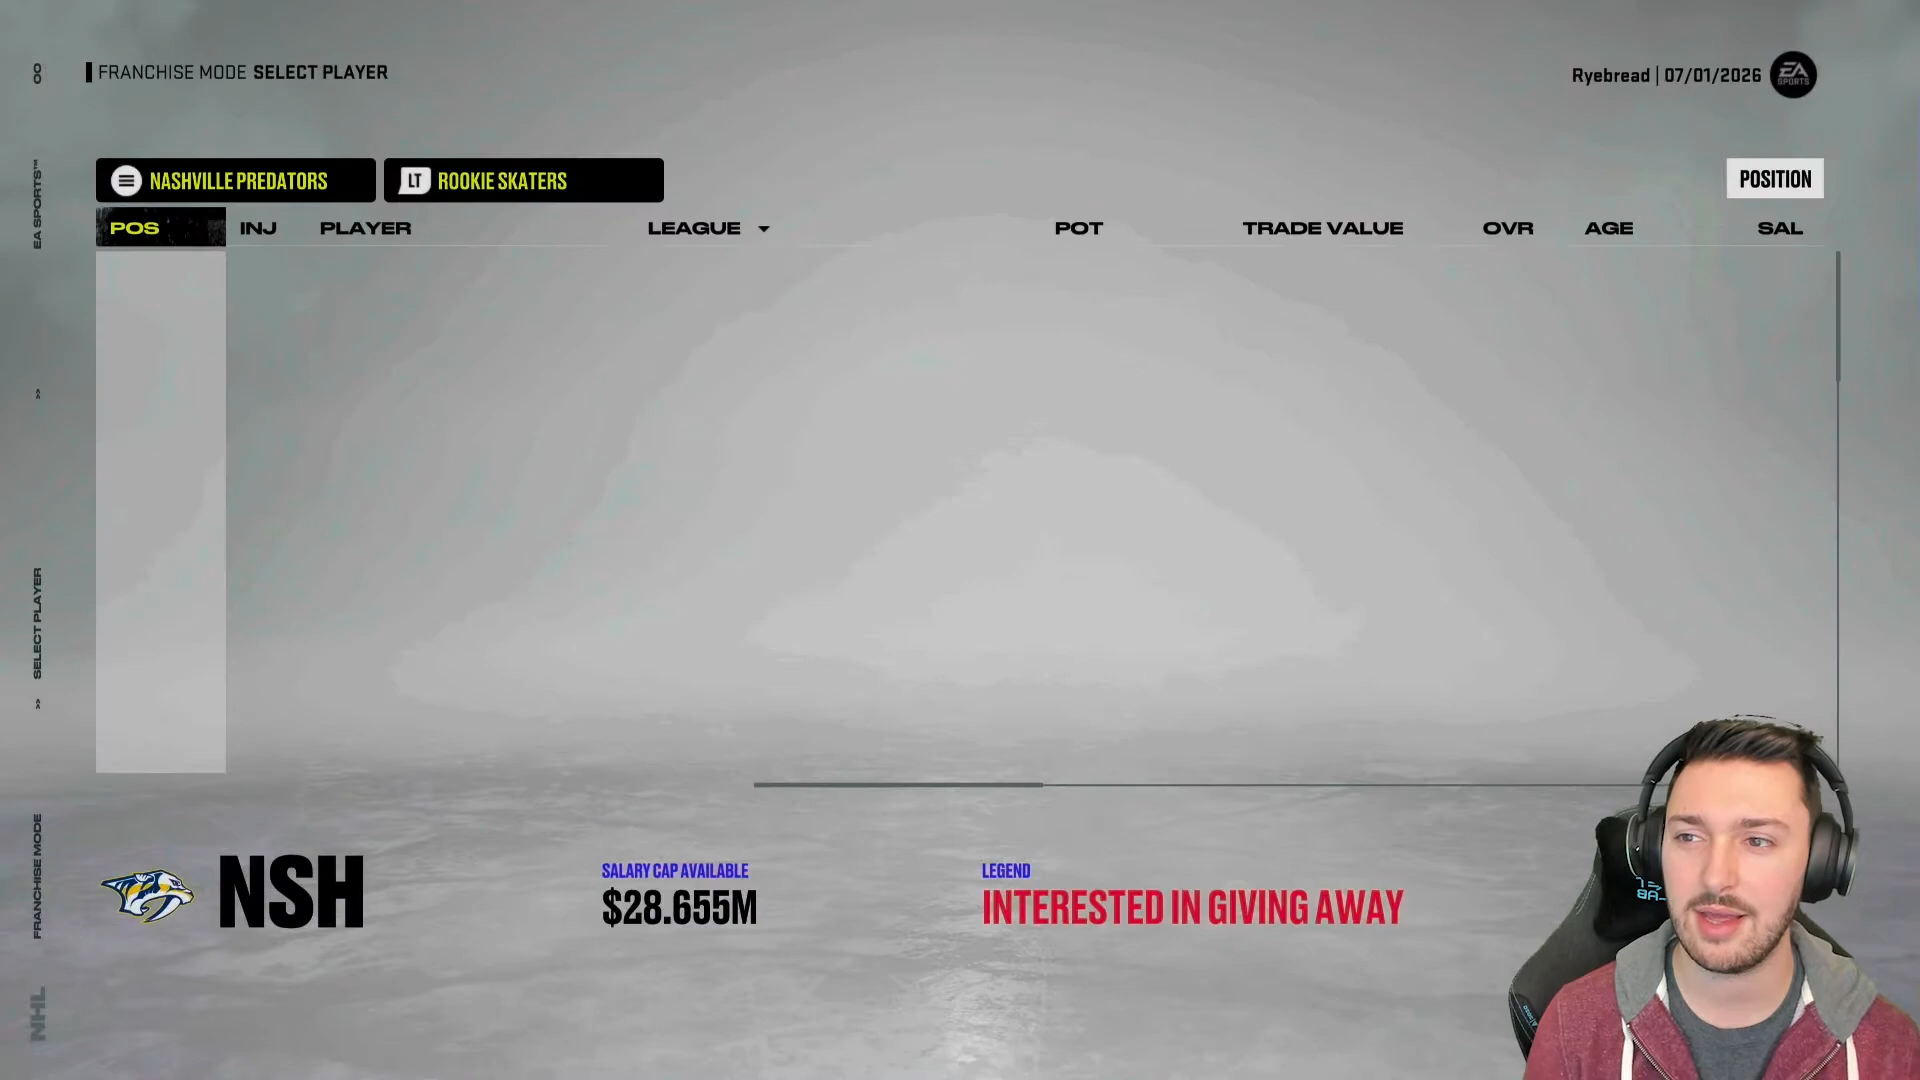 FRANCHISE MODE SELECT PLAYER
Ryebread | 07/01/2026
EA SPORTS
NASHVILLE PREDATORS
LT ROOKIE SKATERS
POSITION
POS INJ PLAYER LEAGUE POT TRADE VALUE OVR AGE SAL
EA SPORTS™
SELECT PLAYER
FRANCHISE MODE
NHL
NSH
SALARY CAP AVAILABLE
$28.655M
LEGEND
INTERESTED IN GIVING AWAY